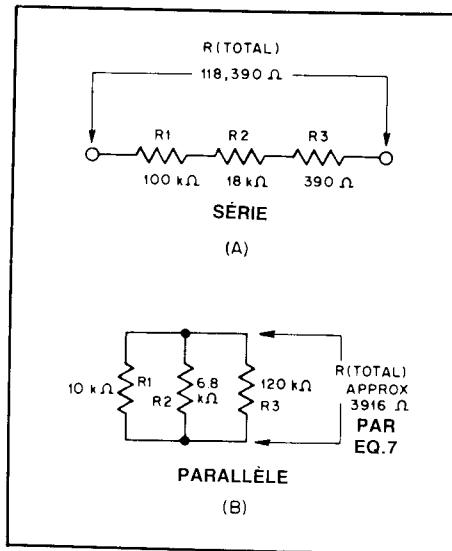 R(TOTAL)
118,390 Ω
R1 R2 R3
100 kΩ 18 kΩ 390 Ω
SÉRIE
(A)
10 kΩ R1
R2 6.8 kΩ
120 kΩ R3
R(TOTAL)
APPROX
3916 Ω
PAR
EQ.7
PARALLÈLE
(B)